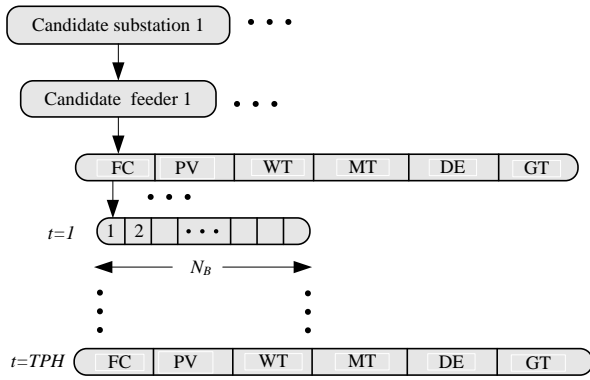 Candidate substation 1 • • •
Candidate feeder 1 • • •
FC PV WT MT DE GT
• • •
t=1 1 2 • • •
N_B
t=TPH FC PV WT MT DE GT